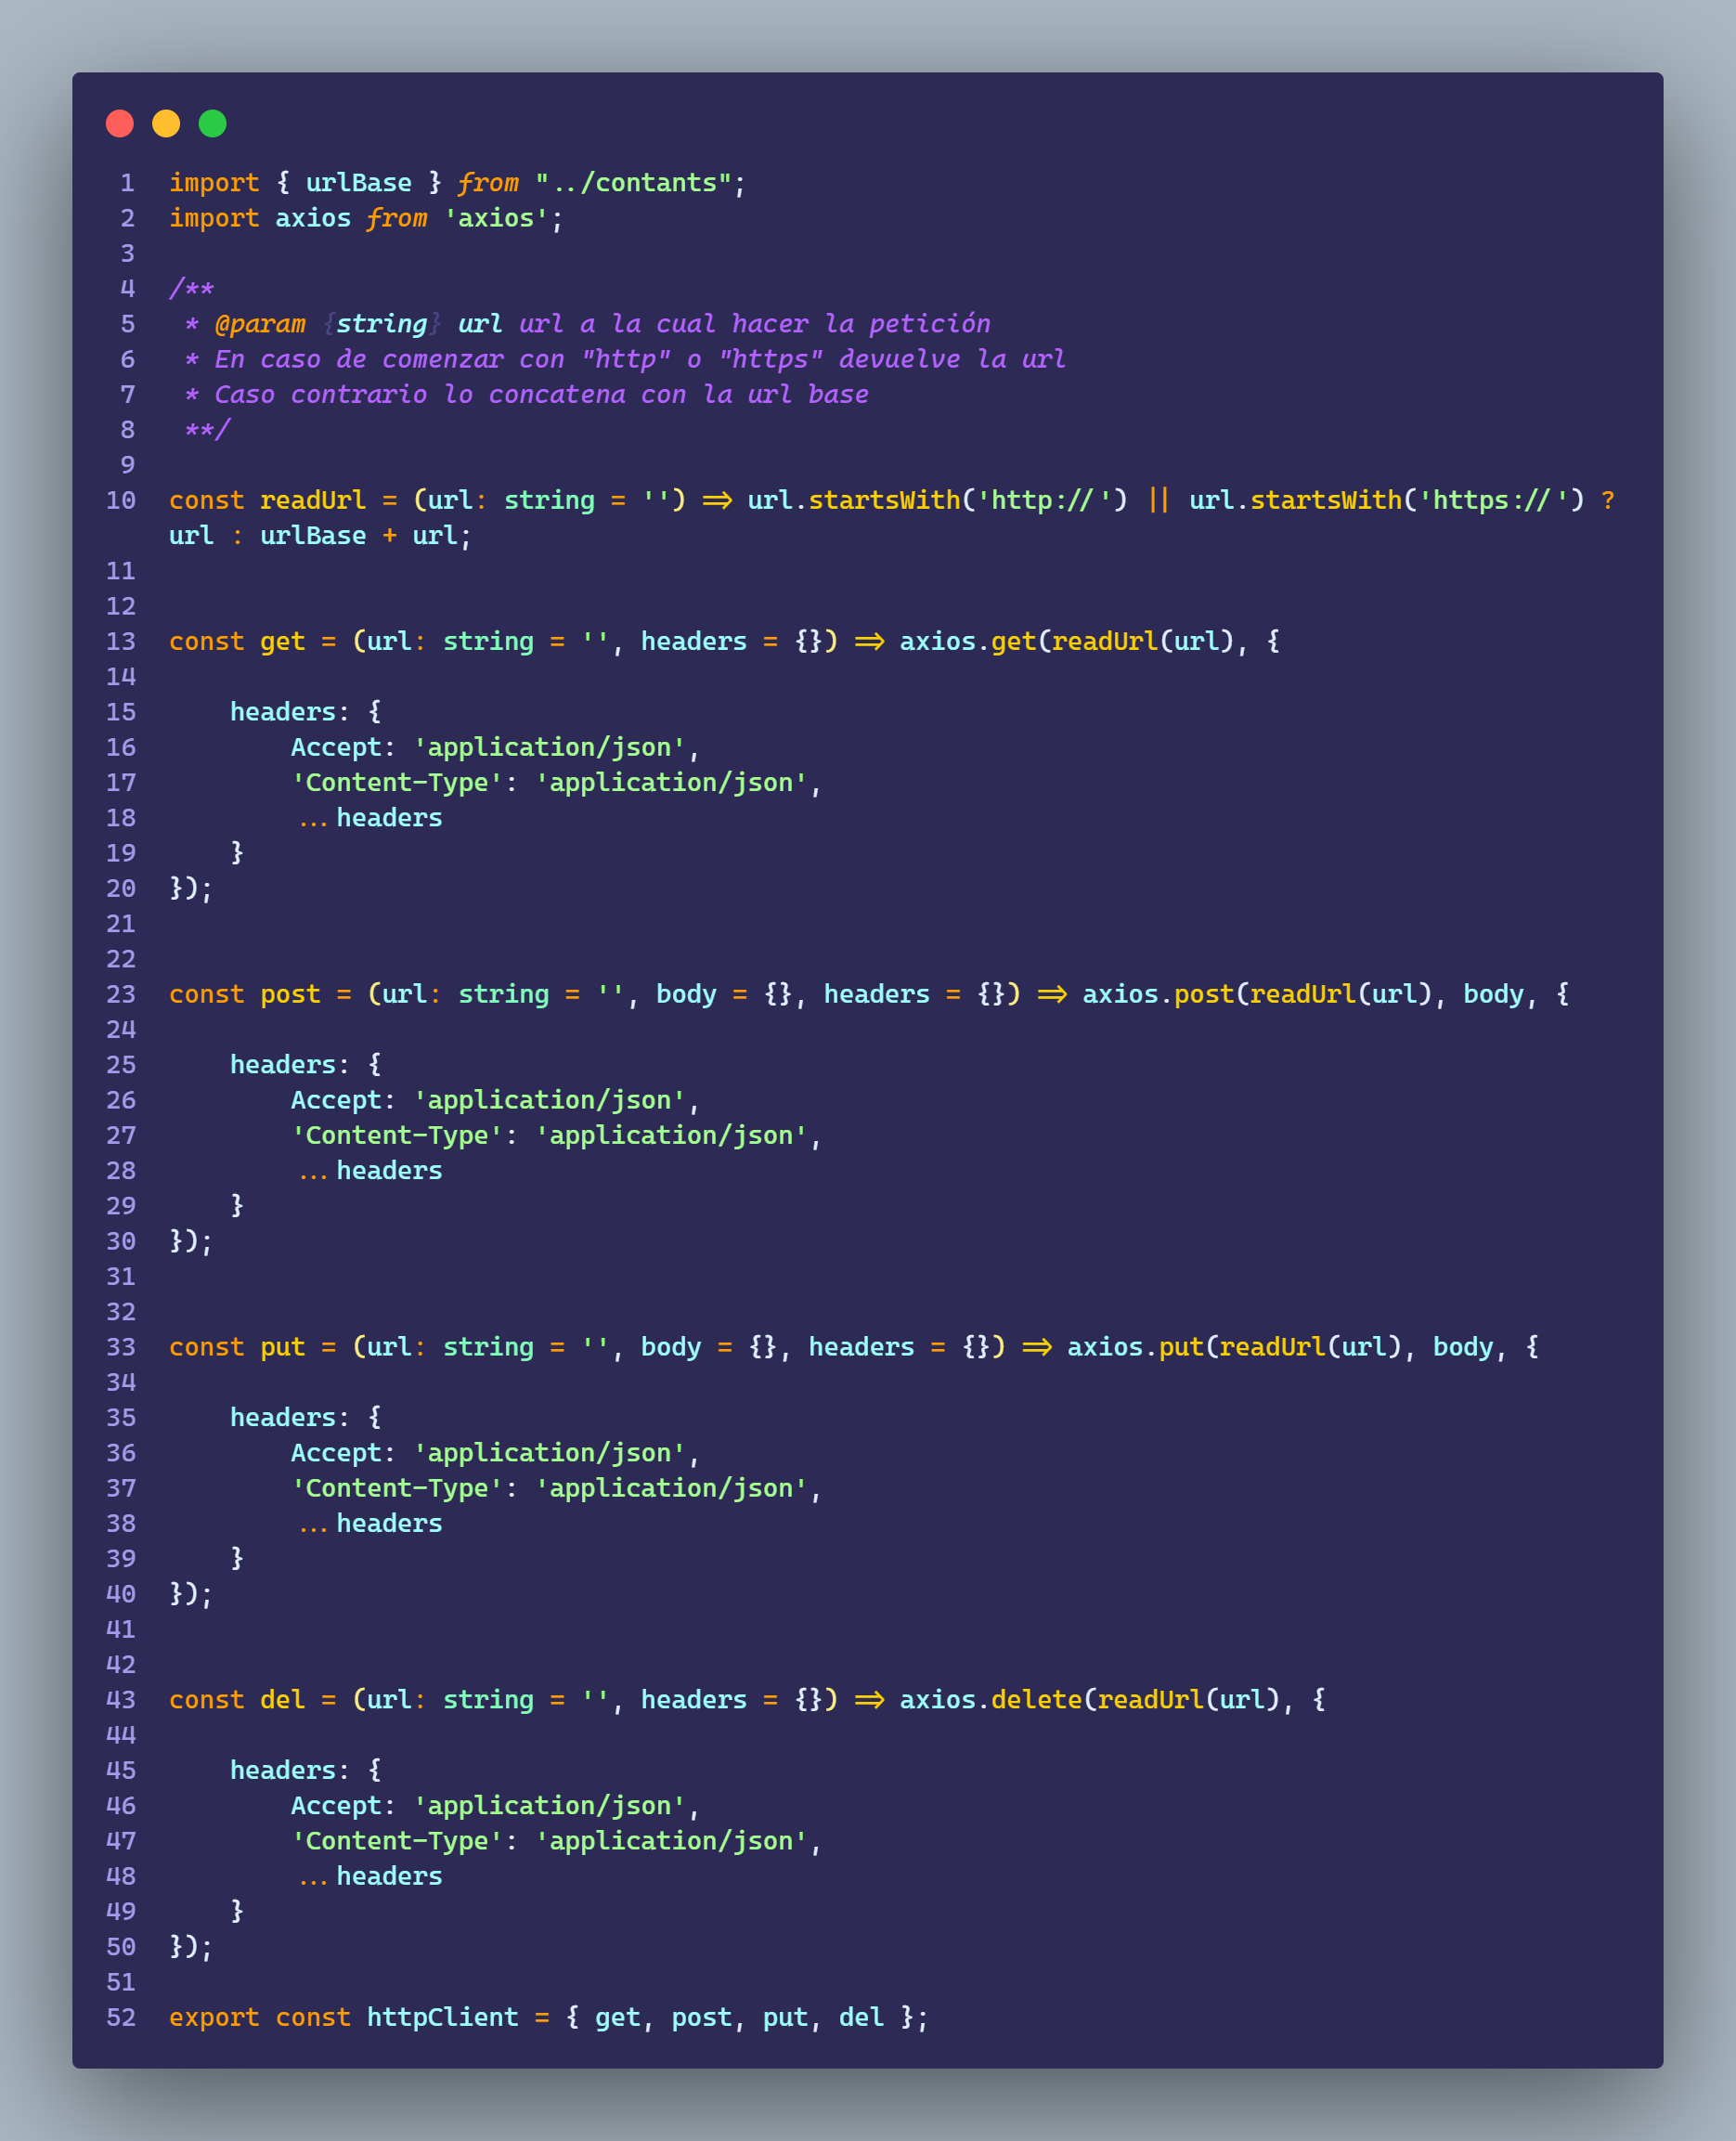 1 import { urlBase } from "../contants";
2 import axios from 'axios';
3
4 /**
5  * @param {string} url url a la cual hacer la petición
6  * En caso de comenzar con "http" o "https" devuelve la url
7  * Caso contrario lo concatena con la url base
8  **/
9
10 const readUrl = (url: string = '') => url.startsWith('http://') || url.startsWith('https://') ?
url : urlBase + url;
11
12
13 const get = (url: string = '', headers = {}) => axios.get(readUrl(url), {
14
15     headers: {
16         Accept: 'application/json',
17         'Content-Type': 'application/json',
18         ...headers
19     }
20 });
21
22
23 const post = (url: string = '', body = {}, headers = {}) => axios.post(readUrl(url), body, {
24
25     headers: {
26         Accept: 'application/json',
27         'Content-Type': 'application/json',
28         ...headers
29     }
30 });
31
32
33 const put = (url: string = '', body = {}, headers = {}) => axios.put(readUrl(url), body, {
34
35     headers: {
36         Accept: 'application/json',
37         'Content-Type': 'application/json',
38         ...headers
39     }
40 });
41
42
43 const del = (url: string = '', headers = {}) => axios.delete(readUrl(url), {
44
45     headers: {
46         Accept: 'application/json',
47         'Content-Type': 'application/json',
48         ...headers
49     }
50 });
51
52 export const httpClient = { get, post, put, del };